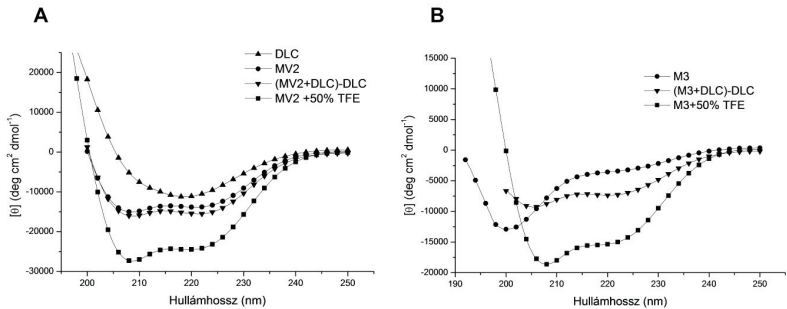 A
DLC
MV2
(MV2+DLC)-DLC
MV2 +50% TFE
20000
10000
0
-10000
-20000
-30000
[θ] (deg cm² dmol⁻¹)
200 210 220 230 240 250
Hullámhossz (nm)
B
M3
(M3+DLC)-DLC
M3+50% TFE
15000
10000
5000
0
-5000
-10000
-15000
-20000
[θ] (deg cm² dmol⁻¹)
190 200 210 220 230 240 250
Hullámhossz (nm)